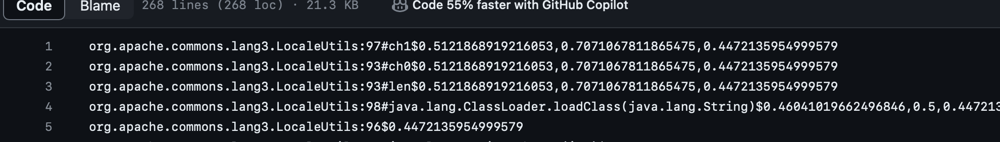 Code Blame 268 lines (268 loc) · 21.3 KB Code 55% faster with GitHub Copilot
1 org.apache.commons.lang3.LocaleUtils:97#ch1$0.5121868919216053,0.7071067811865475,0.4472135954999579
2 org.apache.commons.lang3.LocaleUtils:93#ch0$0.5121868919216053,0.7071067811865475,0.4472135954999579
3 org.apache.commons.lang3.LocaleUtils:93#len$0.5121868919216053,0.7071067811865475,0.4472135954999579
4 org.apache.commons.lang3.LocaleUtils:98#java.lang.ClassLoader.loadClass(java.lang.String)$0.46041019662496846,0.5,0.447213
5 org.apache.commons.lang3.LocaleUtils:96$0.4472135954999579